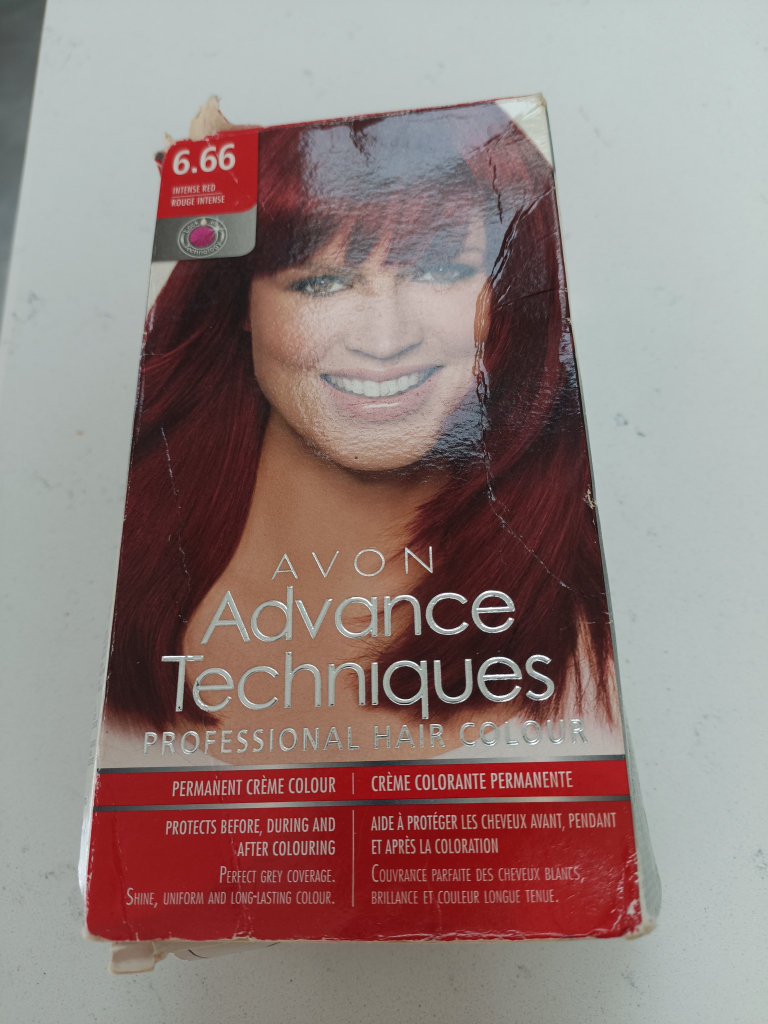 6.66
INTENSE RED
ROUGE INTENSE
AVON
Advance
Techniques
PROFESSIONAL HAIR COLOUR
PERMANENT CRÈME COLOUR
CRÈME COLORANTE PERMANENTE
PROTECTS BEFORE, DURING AND
AFTER COLOURING
PERFECT GREY COVERAGE.
SHINE, UNIFORM AND LONG-LASTING COLOUR.
AIDE À PROTÉGER LES CHEVEUX AVANT, PENDANT
ET APRÈS LA COLORATION
COUVRANCE PARFAITE DES CHEVEUX BLANCS,
BRILLANCE ET COULEUR LONGUE TENUE.